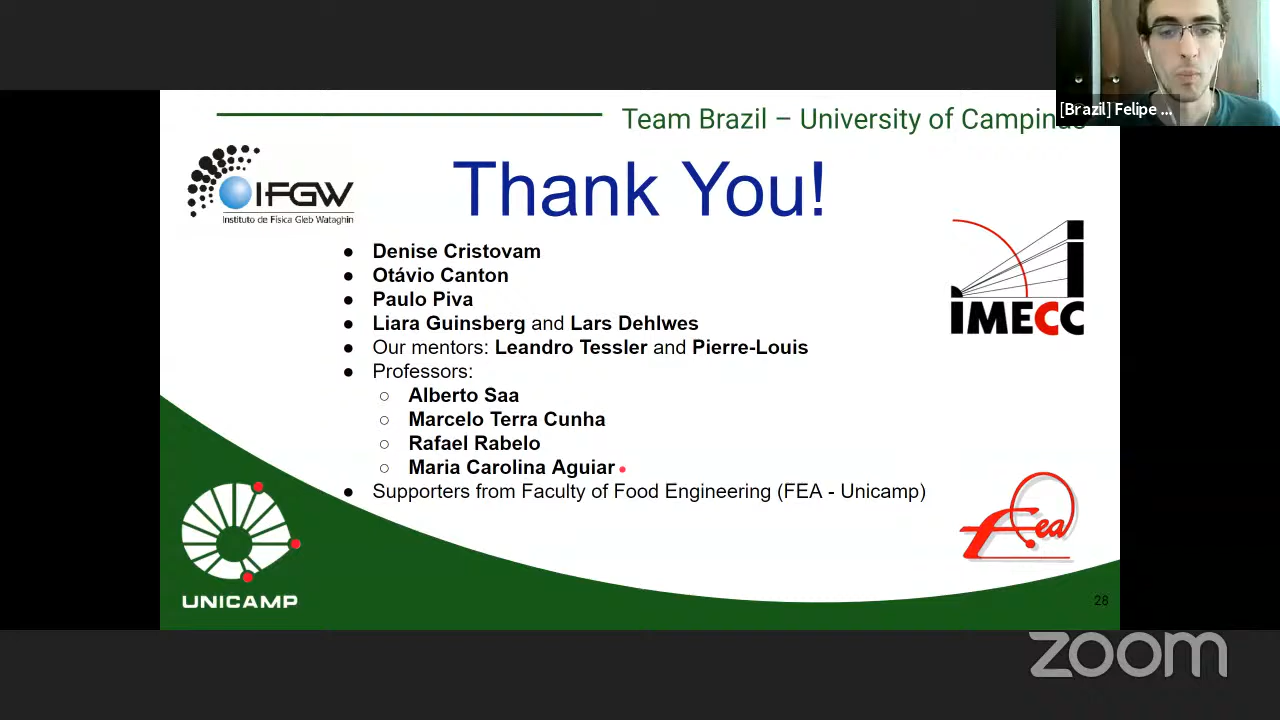 [Brazil] Felipe ...
Team Brazil – University of Campinas
IFGW
Instituto de Física Gleb Wataghin
Thank You!
● Denise Cristovam
● Otávio Canton
● Paulo Piva
● Liara Guinsberg and Lars Dehlwes
● Our mentors: Leandro Tessler and Pierre-Louis
● Professors:
○ Alberto Saa
○ Marcelo Terra Cunha
○ Rafael Rabelo
○ Maria Carolina Aguiar
● Supporters from Faculty of Food Engineering (FEA - Unicamp)
IMECC
Fea
UNICAMP
28
zoom